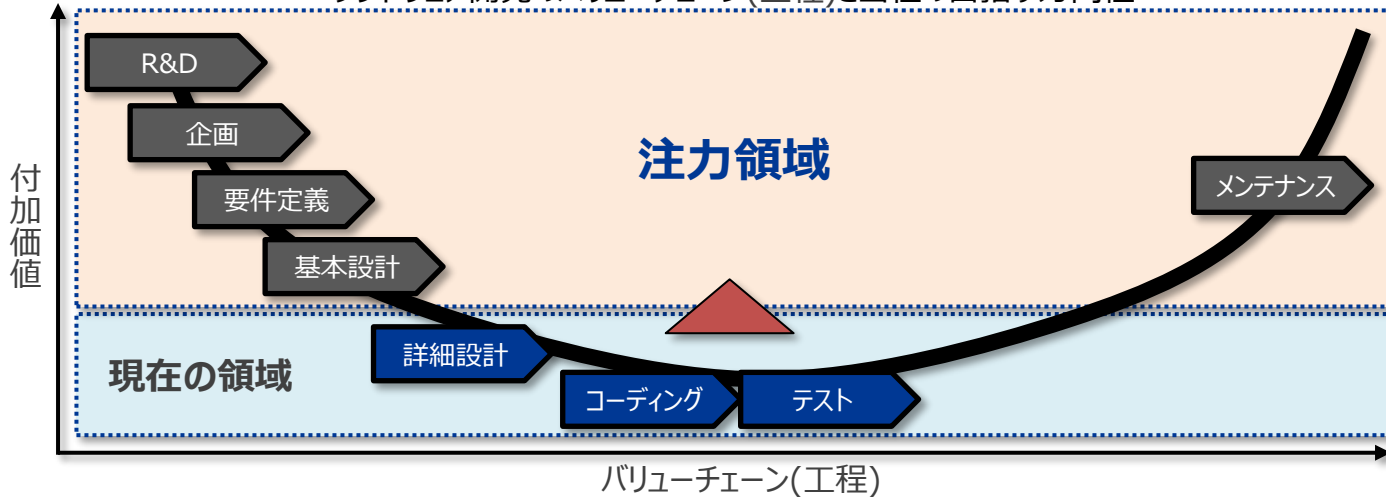 (工程)
R&D
企画
注力領域
要件定義
メンテナンス
付加価値
基本設計
詳細設計
現在の領域
コーディング
テスト
バリューチェーン(工程)